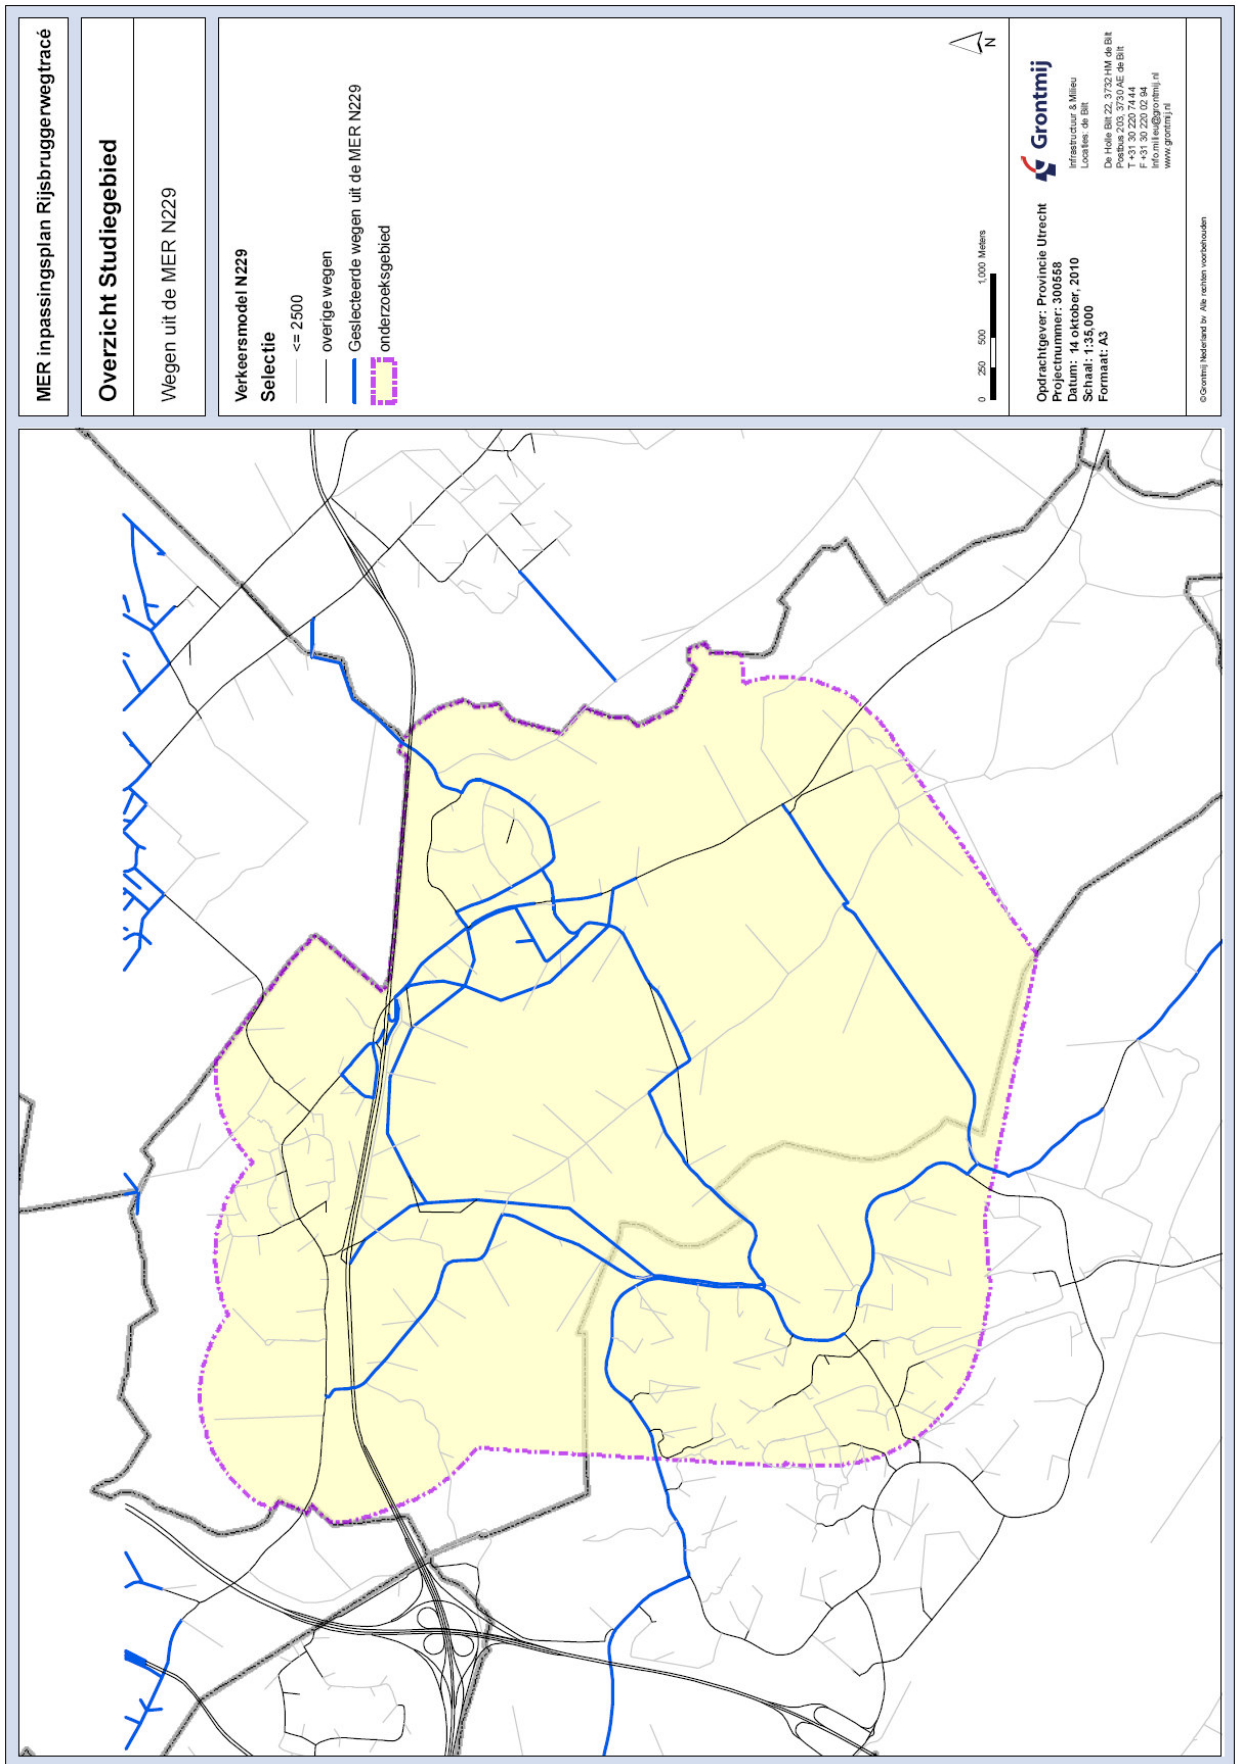 MER inpassingsplan Rijsbruggerwegtracé
Overzicht Studiegebied
Wegen uit de MER N229
Verkeersmodel N229
Selectie
<= 2500
overige wegen
Geslecteerde wegen uit de MER N229
onderzoeksgebied
N
0 250 500 1,000 Meters
Opdrachtgever: Provincie Utrecht
Projectnummer: 300558
Datum: 14 oktober, 2010
Schaal: 1:35,000
Formaat: A3
Grontmij
Infrastructuur & Milieu
Locaties: de Bilt
De Holle Bilt 22, 3732 HM de Bilt
Postbus 203, 3730 AE de Bilt
T +31 30 220 74 44
F +31 30 220 02 94
Info.milieu@grontmij.nl
www.grontmij.nl
© Grontmij Nederland bv Alle rechten voorbehouden